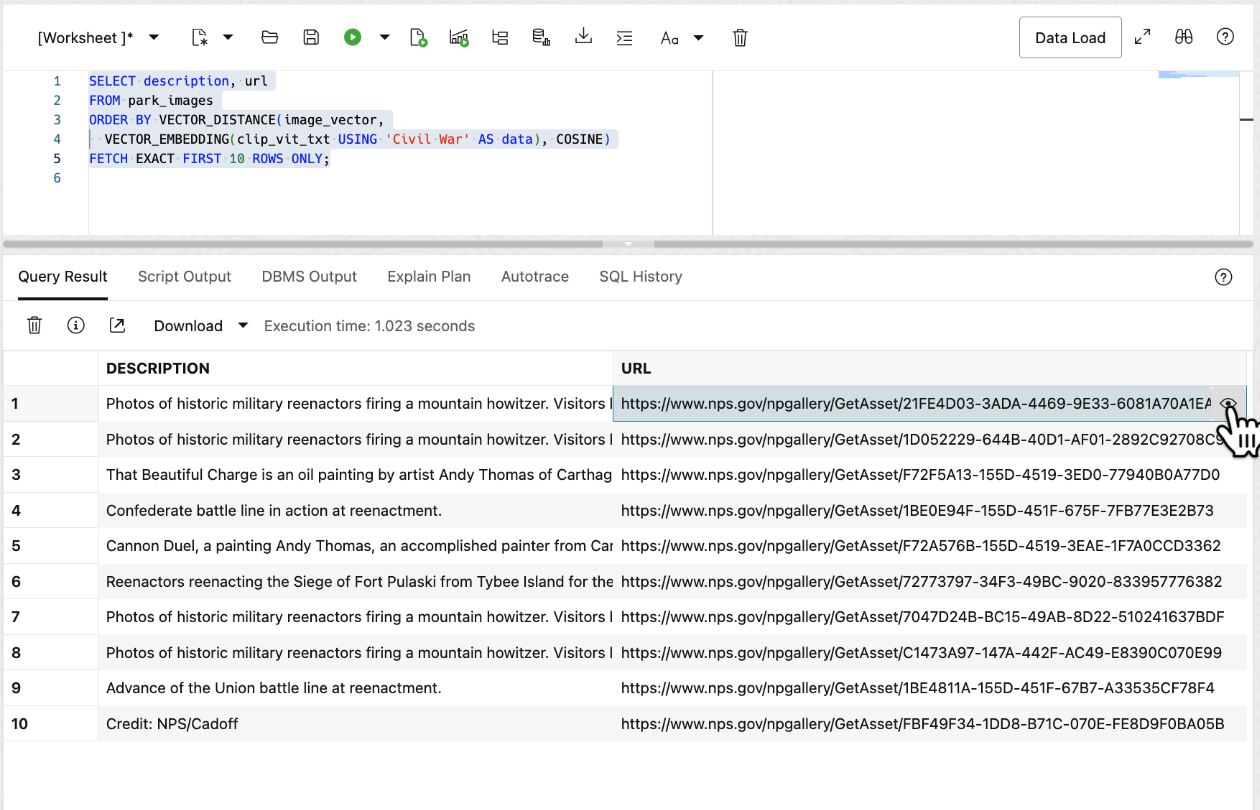 [Worksheet ]*
Aa
Data Load
1 SELECT description, url
2 FROM park_images
3 ORDER BY VECTOR_DISTANCE(image_vector,
4 VECTOR_EMBEDDING(clip_vit_txt USING 'Civil War' AS data), COSINE)
5 FETCH EXACT FIRST 10 ROWS ONLY;
6
Query Result Script Output DBMS Output Explain Plan Autotrace SQL History
Download Execution time: 1.023 seconds
DESCRIPTION URL
1 Photos of historic military reenactors firing a mountain howitzer. Visitors https://www.nps.gov/npgallery/GetAsset/21FE4D03-3ADA-4469-9E33-6081A70A1EA
2 Photos of historic military reenactors firing a mountain howitzer. Visitors https://www.nps.gov/npgallery/GetAsset/1D052229-644B-40D1-AF01-2892C92708C9
3 That Beautiful Charge is an oil painting by artist Andy Thomas of Carthag https://www.nps.gov/npgallery/GetAsset/F72F5A13-155D-4519-3ED0-77940B0A77D0
4 Confederate battle line in action at reenactment. https://www.nps.gov/npgallery/GetAsset/1BE0E94F-155D-451F-675F-7FB77E3E2B73
5 Cannon Duel, a painting Andy Thomas, an accomplished painter from Car https://www.nps.gov/npgallery/GetAsset/F72A576B-155D-4519-3EAE-1F7A0CCD3362
6 Reenactors reenacting the Siege of Fort Pulaski from Tybee Island for the https://www.nps.gov/npgallery/GetAsset/72773797-34F3-49BC-9020-833957776382
7 Photos of historic military reenactors firing a mountain howitzer. Visitors https://www.nps.gov/npgallery/GetAsset/7047D24B-BC15-49AB-8D22-510241637BDF
8 Photos of historic military reenactors firing a mountain howitzer. Visitors https://www.nps.gov/npgallery/GetAsset/C1473A97-147A-442F-AC49-E8390C070E99
9 Advance of the Union battle line at reenactment. https://www.nps.gov/npgallery/GetAsset/1BE4811A-155D-451F-67B7-A33535CF78F4
10 Credit: NPS/Cadoff https://www.nps.gov/npgallery/GetAsset/FBF49F34-1DD8-B71C-070E-FE8D9F0BA05B